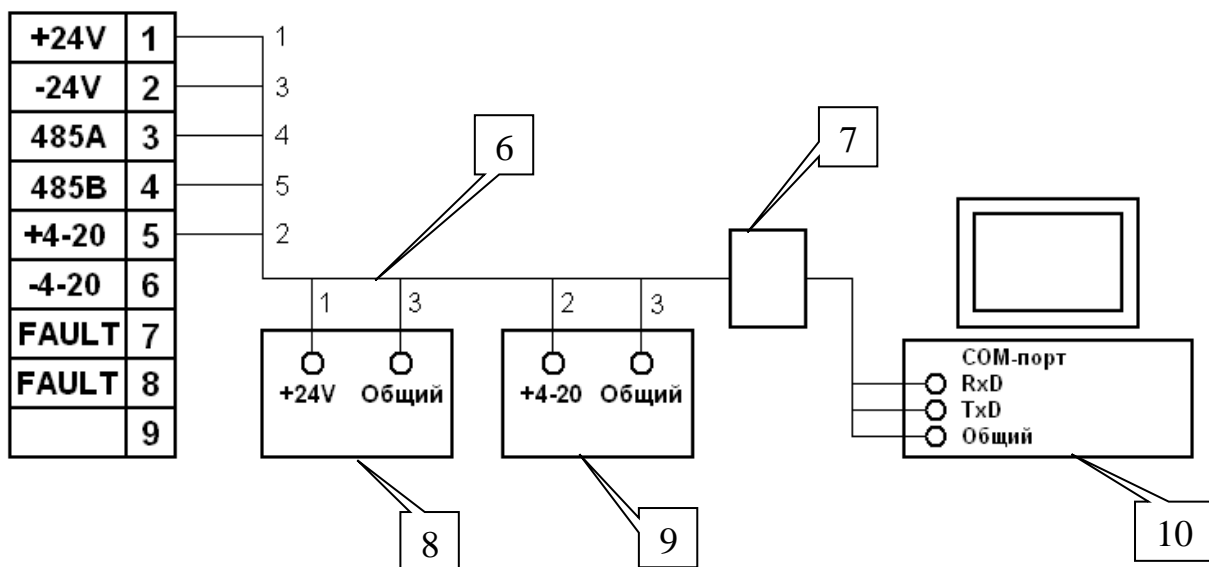 +24V 1 1
-24V 2 3
485A 3 4
485B 4 5
+4-20 5 2
-4-20 6
FAULT 7
FAULT 8
9
6
7
1 3 2 3
+24V Общий
+4-20 Общий
COM-порт
RxD
TxD
Общий
8
9
10